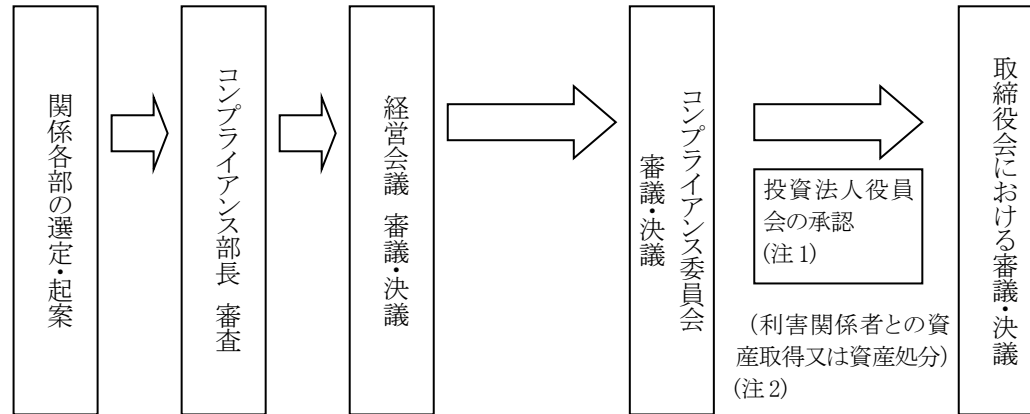 関係各部の選定・起案
コンプライアンス部長 審査
経営会議 審議・決議
コンプライアンス委員会
審議・決議
投資法人役員
会の承認
(注1)
(利害関係者との資
産取得又は資産処分)
(注2)
取締役会における審議・決議